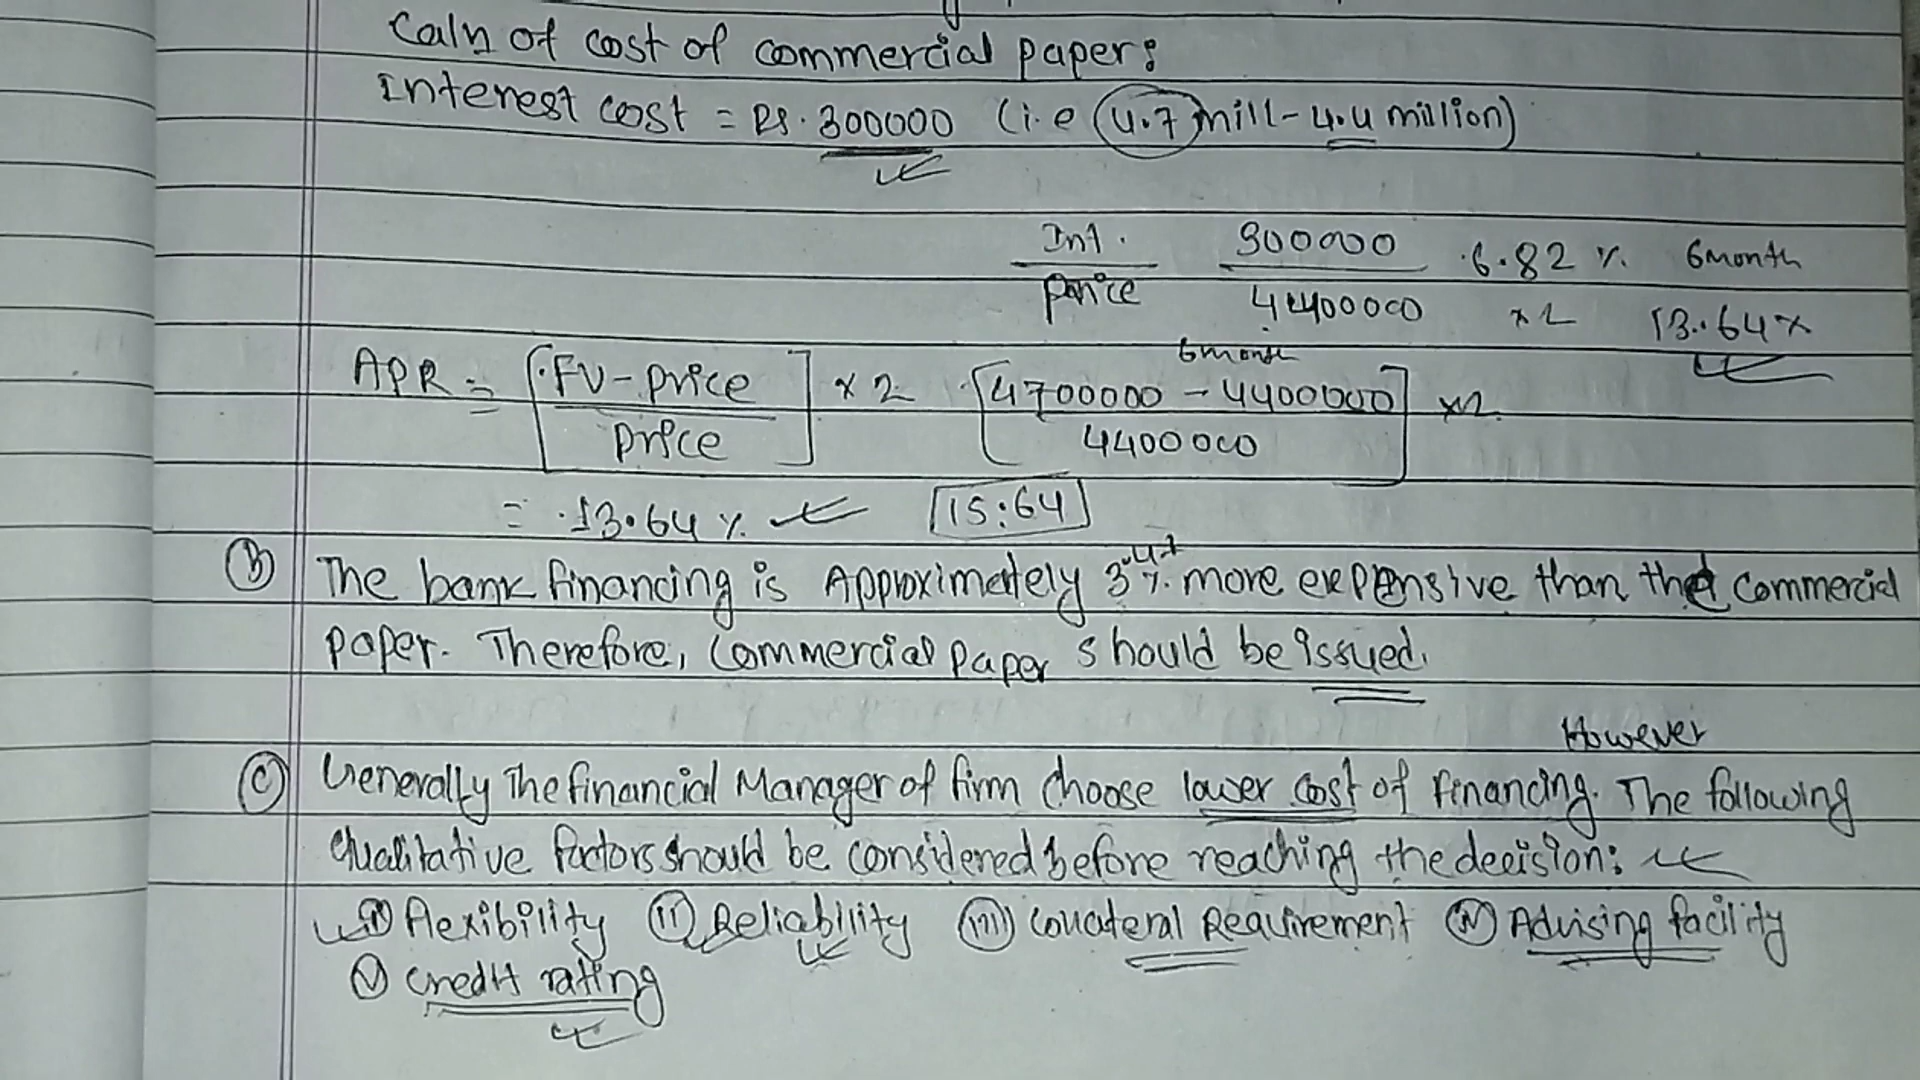 Caln of cost of commercial paper:
Interest cost = Rs. 300000 (i.e 4.7 mill - 4.4 million)
Int. 300000 6.82 % 6month
Price 4400000 x 2 13.64%
6month
APR = [FV - price / price] x 2 [4700000 - 4400000 / 4400000] x2
= 13.64 % 15:64
3.47
(b) The bank financing is Approximately 3 % more expensive than the commercial
paper. Therefore, Commercial paper should be issued.
However
(c) Generally The financial Manager of firm choose lower cost of financing. The following
qualitative factors should be considered before reaching the decision:
(i) flexibility (ii) Reliability (iii) Collateral Requirement (iv) Advising facility
(v) credit rating